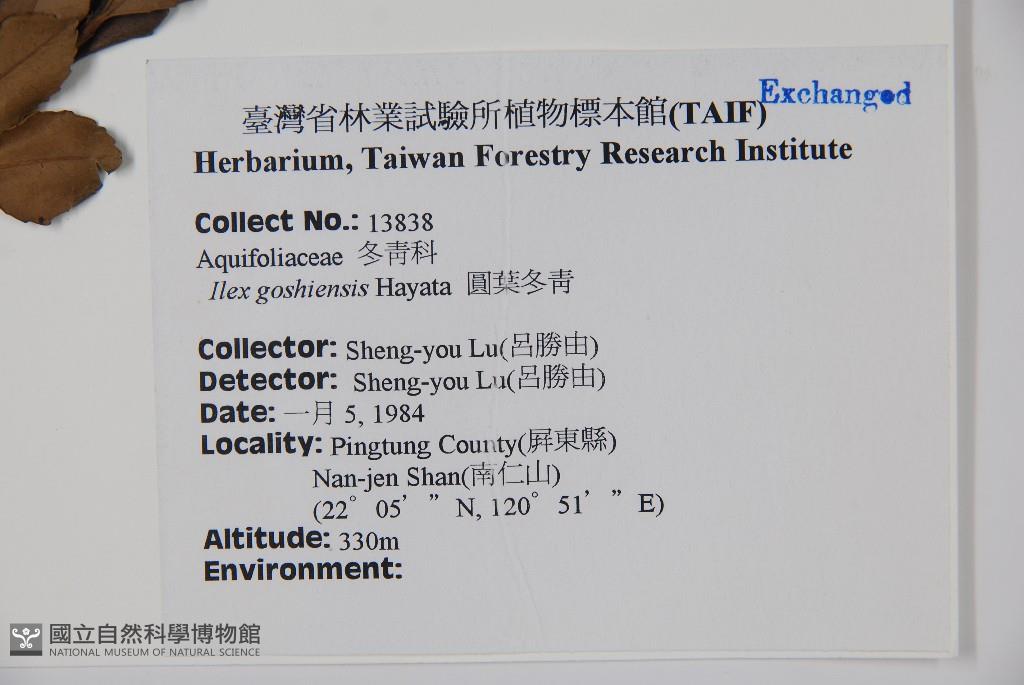 Exchanged
臺灣省林業試驗所植物標本館(TAIF)
Herbarium, Taiwan Forestry Research Institute
Collect No.: 13838
Aquifoliaceae 冬青科
Ilex goshiensis Hayata 圓葉冬青
Collector: Sheng-you Lu(呂勝由)
Detector: Sheng-you Lu(呂勝由)
Date: 一月 5, 1984
Locality: Pingtung County(屏東縣)
Nan-jen Shan(南仁山)
(22° 05’ ” N, 120° 51’ ” E)
Altitude: 330m
Environment:
國立自然科學博物館
NATIONAL MUSEUM OF NATURAL SCIENCE